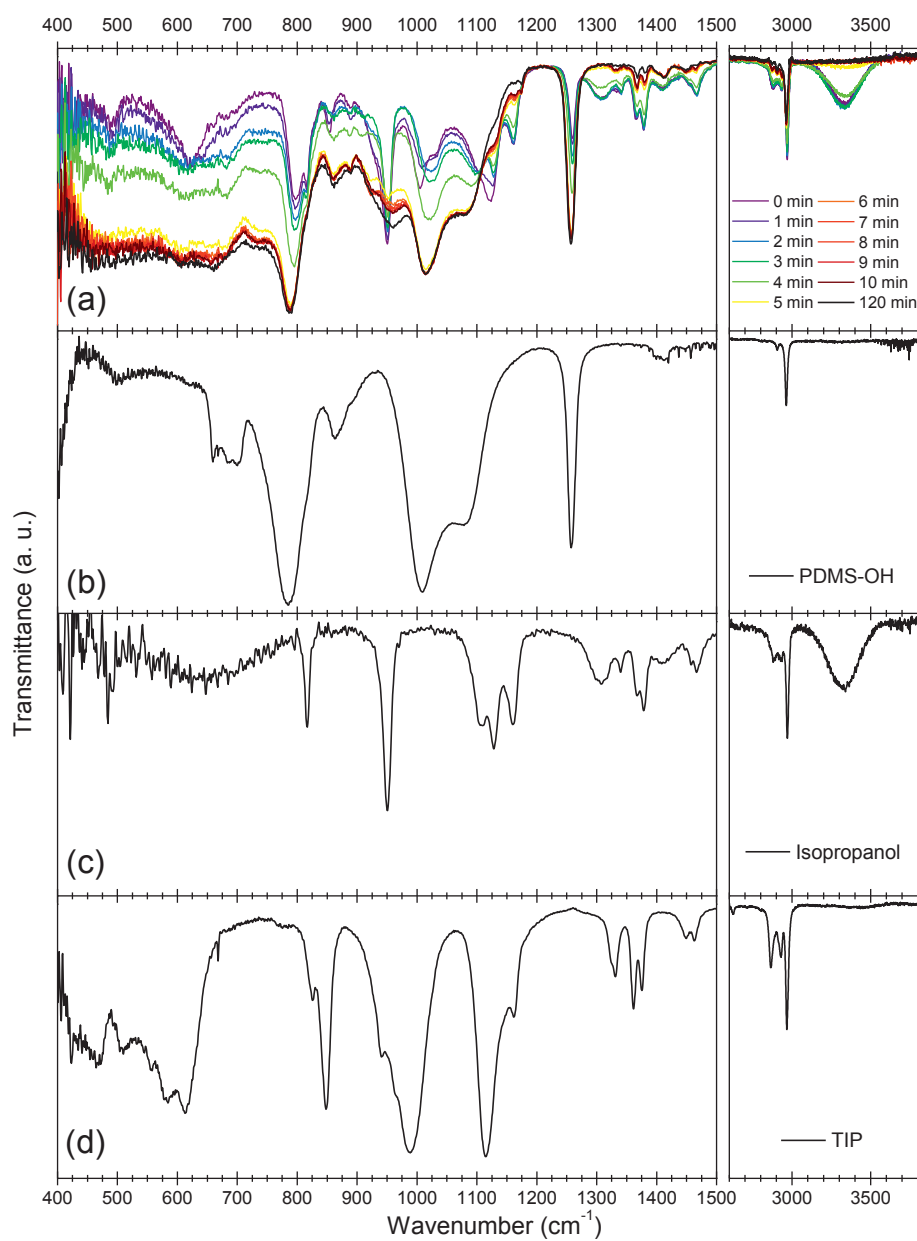 400 500 600 700 800 900 1000 1100 1200 1300 1400 1500 3000 3500
0 min 6 min
1 min 7 min
2 min 8 min
3 min 9 min
4 min 10 min
5 min 120 min
(a)
(b)
PDMS-OH
Transmittance (a. u.)
(c)
Isopropanol
(d)
TIP
400 500 600 700 800 900 1000 1100 1200 1300 1400 1500 3000 3500
Wavenumber (cm⁻¹)